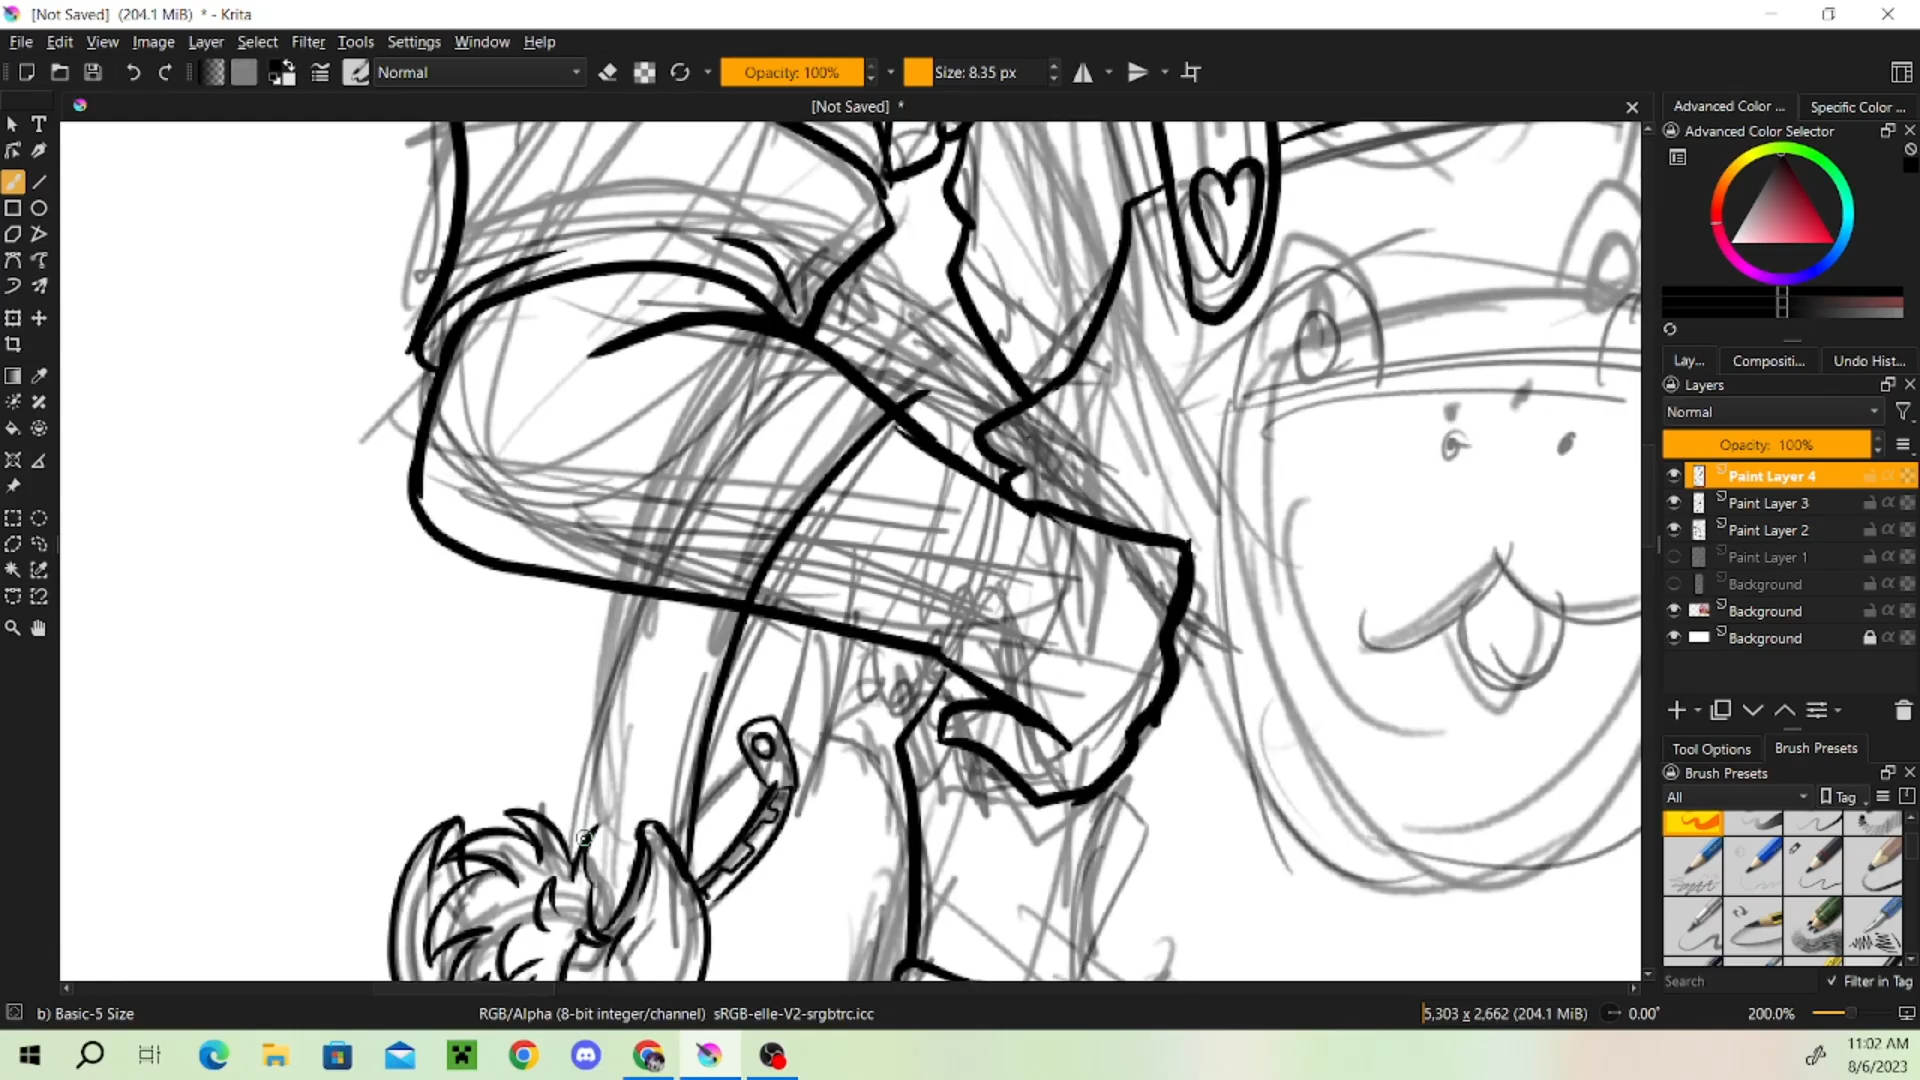 [Not Saved]  (204.1 MiB)  * - Krita
File Edit View Image Layer Select Filter Tools Settings Window Help
Normal
Opacity: 100%
Size: 8.35 px
[Not Saved]  *
Advanced Color ...
Specific Color ...
Advanced Color Selector
Lay...
Compositi...
Undo Hist...
Layers
Normal
Opacity:  100%
Paint Layer 4
Paint Layer 3
Paint Layer 2
Paint Layer 1
Background
Background
Background
Tool Options
Brush Presets
Brush Presets
All
Tag
Search
Filter in Tag
b) Basic-5 Size
RGB/Alpha (8-bit integer/channel)  sRGB-elle-V2-srgbtrc.icc
5,303 x 2,662 (204.1 MiB)
0.00°
200.0%
11:02 AM
8/6/2023